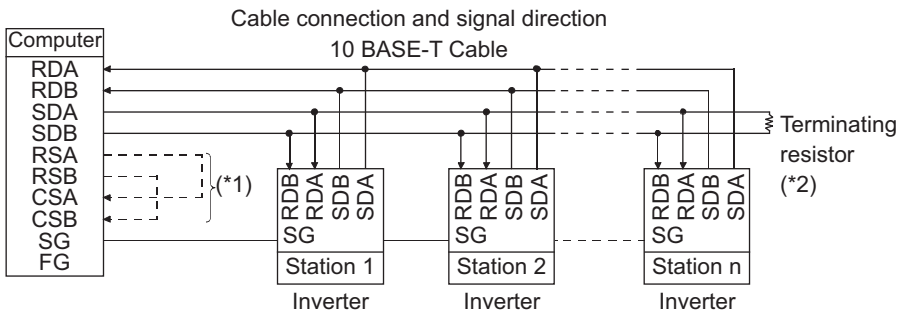 Cable connection and signal direction
10 BASE-T Cable
Computer
RDA
RDB
SDA
SDB
RSA
RSB
CSA
CSB
SG
FG
(*1)
Terminating
resistor
(*2)
RDB
RDA
SDB
SDA
SG
Station 1
Inverter
RDB
RDA
SDB
SDA
SG
Station 2
Inverter
RDB
RDA
SDB
SDA
SG
Station n
Inverter